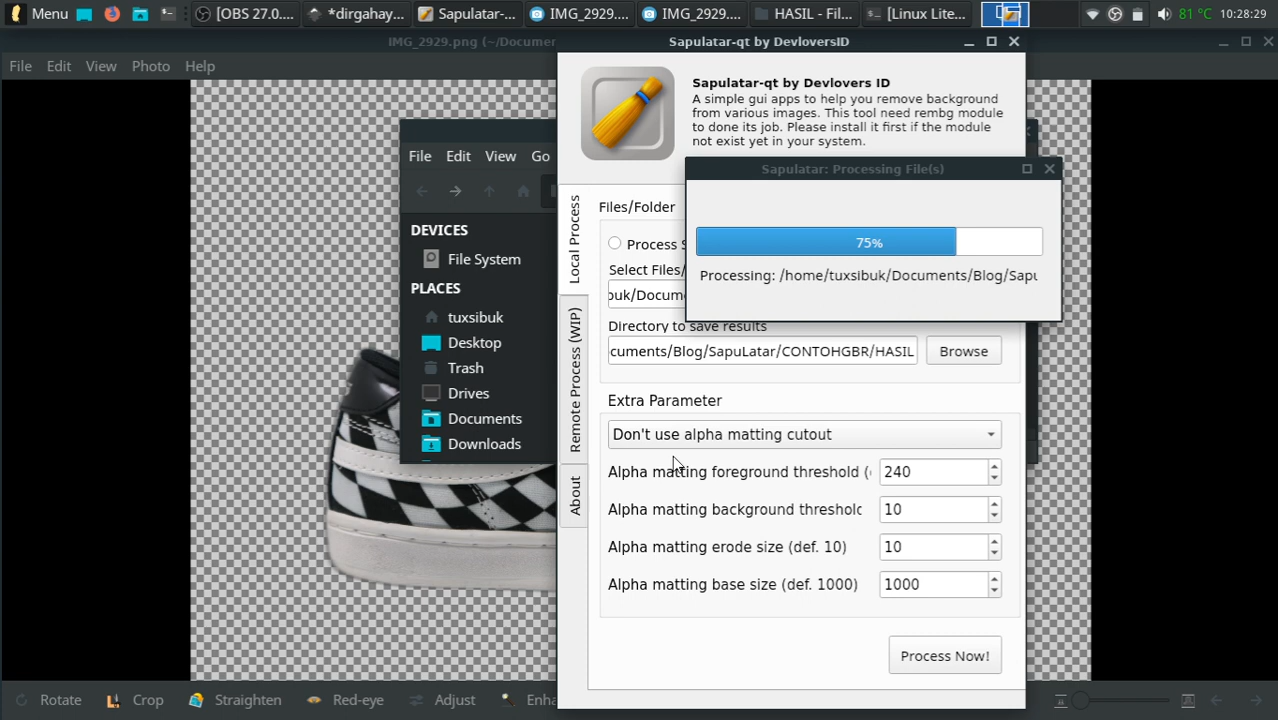 Menu
[OBS 27.0....
*dirgahay...
Sapulatar-...
IMG_2929....
IMG_2929....
HASIL - Fil...
[Linux Lite...
81 °C
10:28:29
IMG_2929.png (~/Documen
File Edit View Photo Help
Sapulatar-qt by DevloversID
Sapulatar-qt by Devlovers ID
A simple gui apps to help you remove background
from various images. This tool need rembg module
to done its job. Please install it first if the module
not exist yet in your system.
File Edit View Go
DEVICES
File System
PLACES
tuxsibuk
Desktop
Trash
Drives
Documents
Downloads
Local Process
Remote Process (WIP)
About
Files/Folder
Process S
Select Files/
buk/Docume
Sapulatar: Processing File(s)
75%
Processing: /home/tuxsibuk/Documents/Blog/Sapu
Directory to save results
cuments/Blog/SapuLatar/CONTOHGBR/HASIL
Browse
Extra Parameter
Don't use alpha matting cutout
Alpha matting foreground threshold (
240
Alpha matting background threshold
10
Alpha matting erode size (def. 10)
10
Alpha matting base size (def. 1000)
1000
Process Now!
Rotate
Crop
Straighten
Red-eye
Adjust
Enha